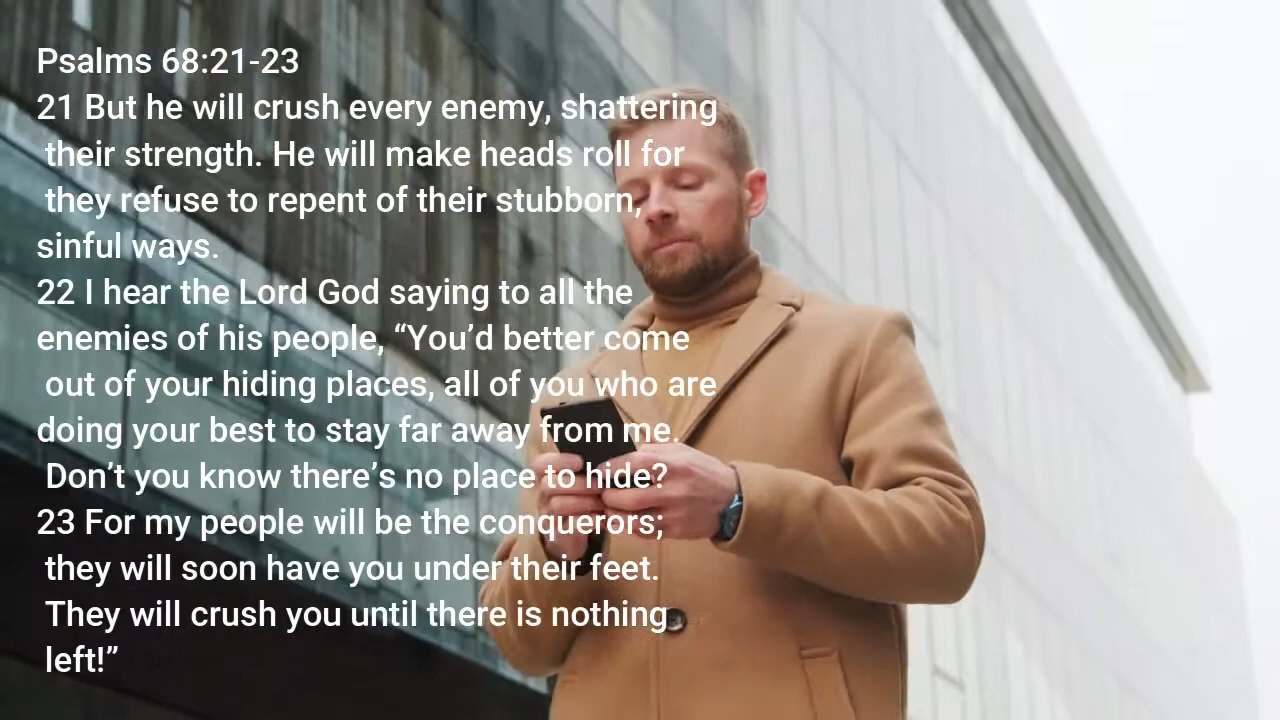 Psalms 68:21-23
21 But he will crush every enemy, shattering
their strength. He will make heads roll for
they refuse to repent of their stubborn,
sinful ways.
22 I hear the Lord God saying to all the
enemies of his people, “You’d better come
out of your hiding places, all of you who are
doing your best to stay far away from me.
Don’t you know there’s no place to hide?
23 For my people will be the conquerors;
they will soon have you under their feet.
They will crush you until there is nothing
left!”